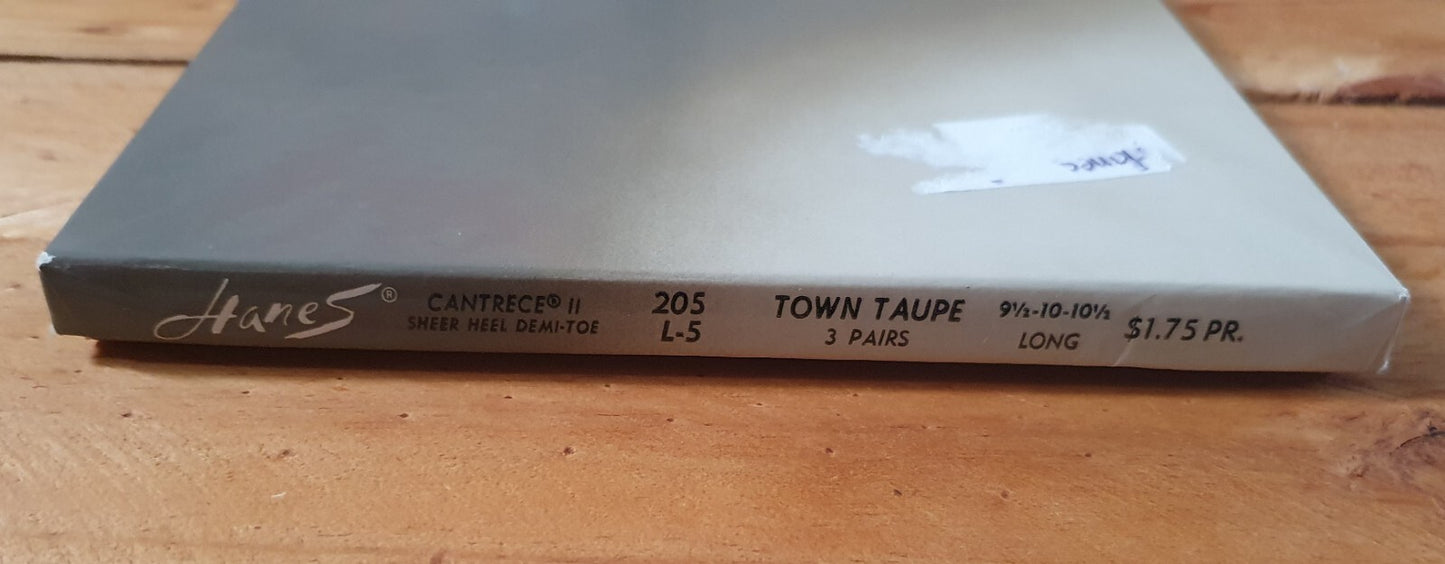 Hanes®
CANTRECE® II
SHEER HEEL DEMI-TOE
205
L-5
TOWN TAUPE
3 PAIRS
9½-10-10½
LONG
$1.75 PR.